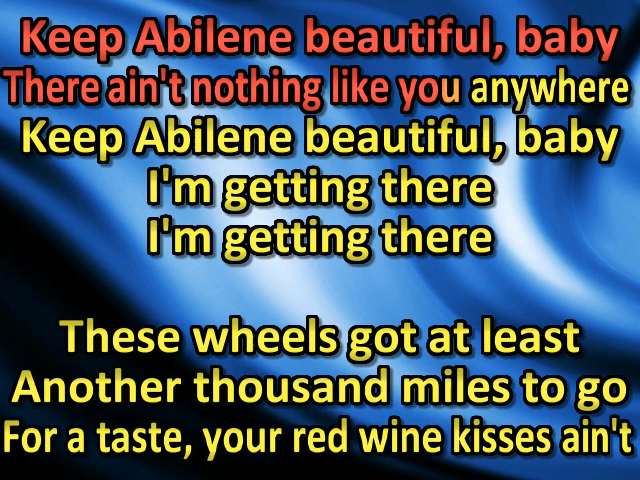 Keep Abilene beautiful, baby
There ain't nothing like you anywhere
Keep Abilene beautiful, baby
I'm getting there
I'm getting there
These wheels got at least
Another thousand miles to go
For a taste, your red wine kisses ain't